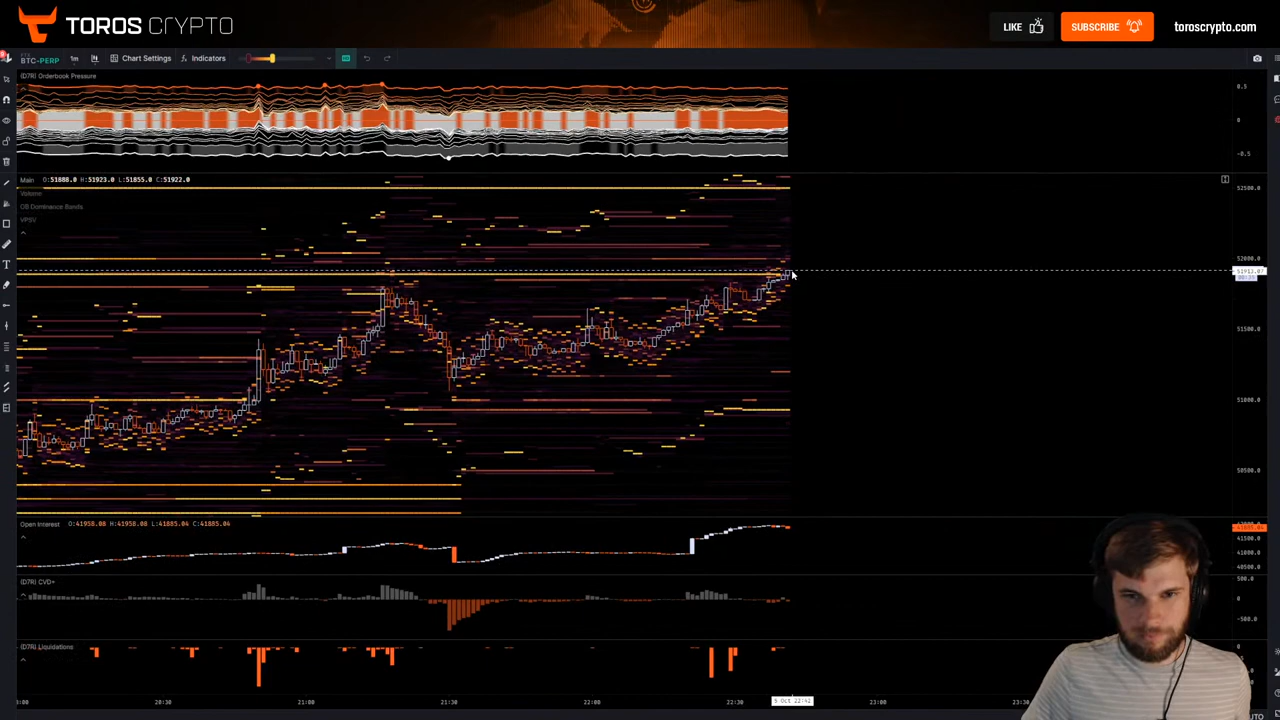 TOROS CRYPTO
LIKE
SUBSCRIBE
toroscrypto.com
BTC-PERP
1m
Chart Settings
Indicators
(D7R) Orderbook Pressure
0.5
0
-0.5
Main O:51888.0 H:51923.0 L:51855.0 C:51922.0
Volume
OB Dominance Bands
VPSV
52500.0
52000.0
51500.0
51000.0
50500.0
Open Interest O:41958.08 H:41958.08 L:41885.04 C:41885.04
41885.04
41500.0
41000.0
40500.0
(D7R) CVD+
500.0
0
-500.0
(D7R) Liquidations
0
20:30
21:00
21:30
22:00
22:30
5 Oct 22:42
23:00
23:30